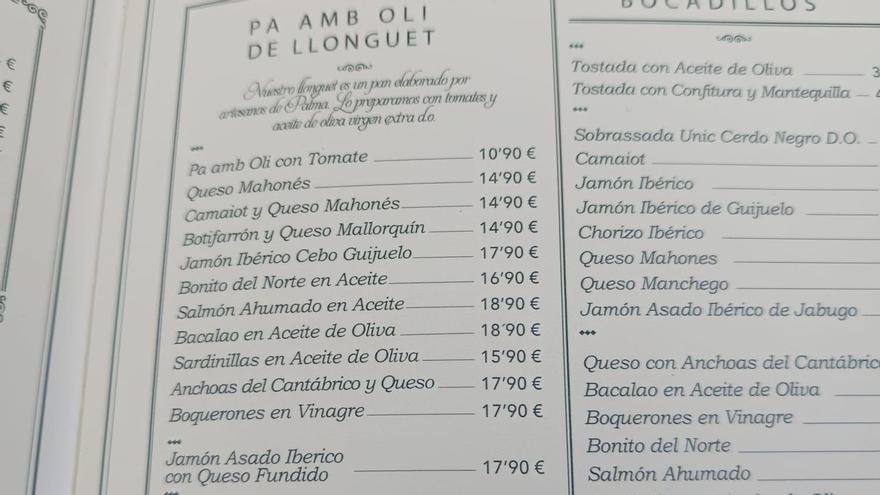 €
€
€
€
PA AMB OLI
DE LLONGUET
Nuestro llonguet es un pan elaborado por
artesanos de Palma. Lo preparamos con tomates y
aceite de oliva virgen extra d.o.
Pa amb Oli con Tomate 10'90 €
Queso Mahonés 14'90 €
Camaiot y Queso Mahonés 14'90 €
Botifarrón y Queso Mallorquín 14'90 €
Jamón Ibérico Cebo Guijuelo 17'90 €
Bonito del Norte en Aceite 16'90 €
Salmón Ahumado en Aceite 18'90 €
Bacalao en Aceite de Oliva 18'90 €
Sardinillas en Aceite de Oliva 15'90 €
Anchoas del Cantábrico y Queso 17'90 €
Boquerones en Vinagre 17'90 €
Jamón Asado Iberico
con Queso Fundido 17'90 €
BOCADILLOS
Tostada con Aceite de Oliva 3
Tostada con Confitura y Mantequilla
Sobrassada Unic Cerdo Negro D.O.
Camaiot
Jamón Ibérico
Jamón Ibérico de Guijuelo
Chorizo Ibérico
Queso Mahones
Queso Manchego
Jamón Asado Ibérico de Jabugo
Queso con Anchoas del Cantábrico
Bacalao en Aceite de Oliva
Boquerones en Vinagre
Bonito del Norte
Salmón Ahumado